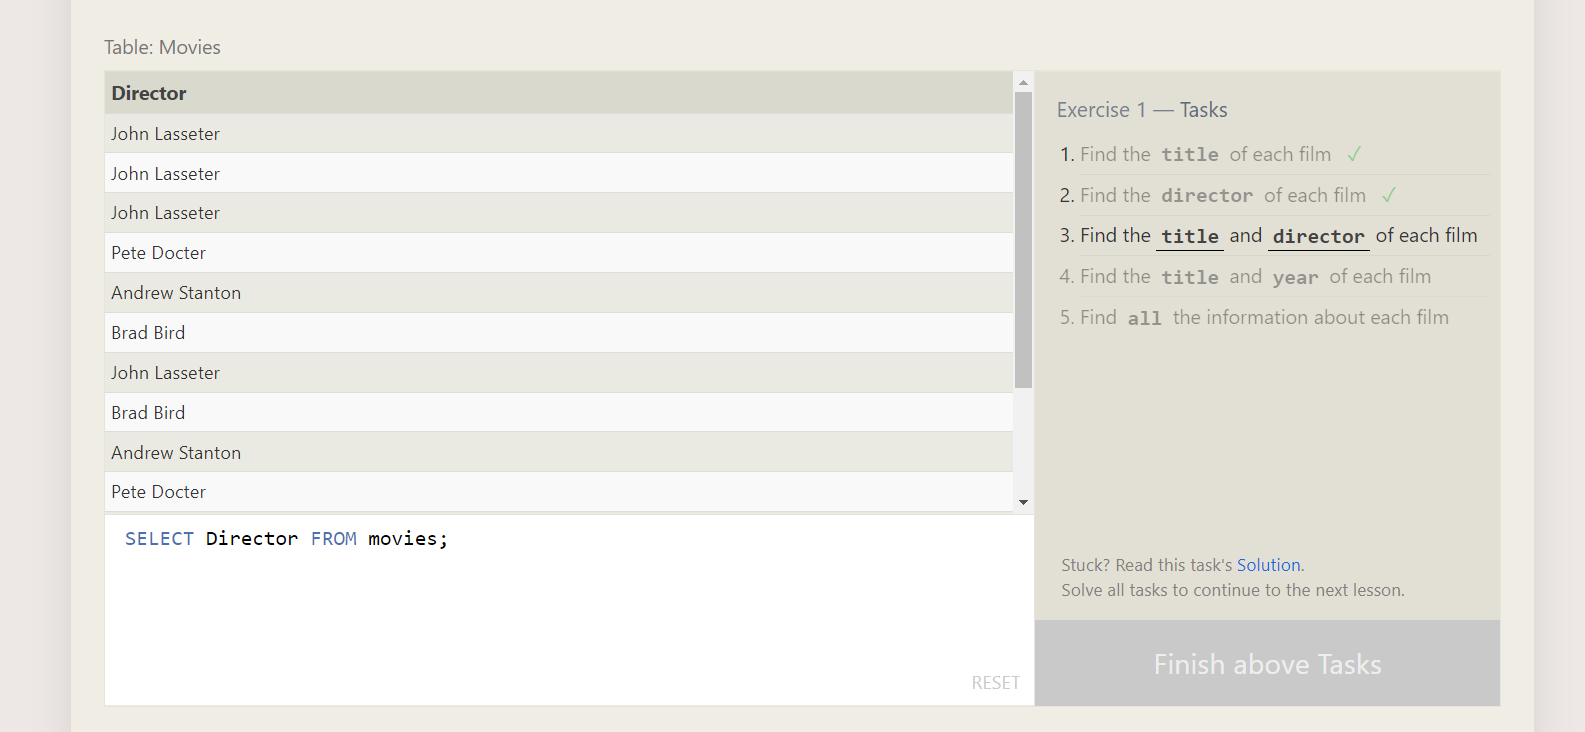 Table: Movies
Director
John Lasseter
John Lasseter
John Lasseter
Pete Docter
Andrew Stanton
Brad Bird
John Lasseter
Brad Bird
Andrew Stanton
Pete Docter
SELECT Director FROM movies;
RESET
Exercise 1 — Tasks
1. Find the title of each film ✓
2. Find the director of each film ✓
3. Find the title and director of each film
4. Find the title and year of each film
5. Find all the information about each film
Stuck? Read this task's Solution.
Solve all tasks to continue to the next lesson.
Finish above Tasks